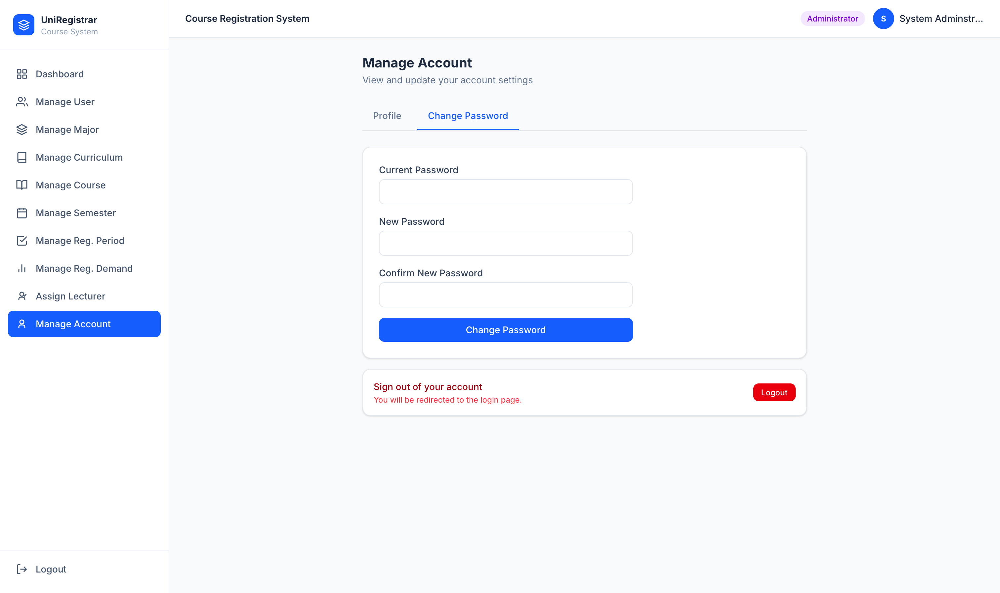 UniRegistrar
Course System
Dashboard
Manage User
Manage Major
Manage Curriculum
Manage Course
Manage Semester
Manage Reg. Period
Manage Reg. Demand
Assign Lecturer
Manage Account
Logout
Course Registration System
Administrator
S
System Adminstr...
Manage Account
View and update your account settings
Profile
Change Password
Current Password
New Password
Confirm New Password
Change Password
Sign out of your account
You will be redirected to the login page.
Logout